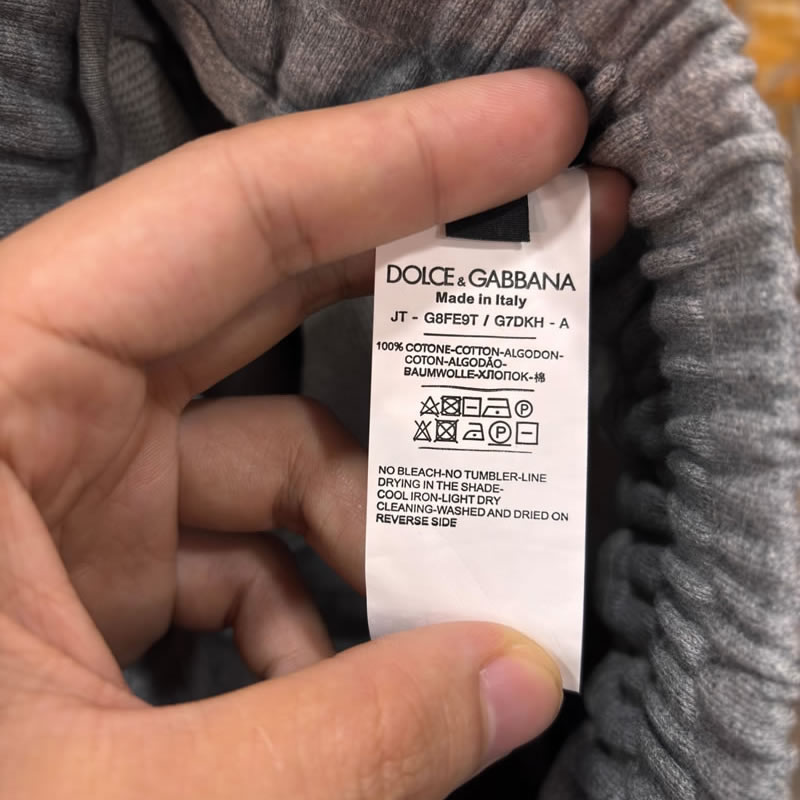 DOLCE & GABBANA
Made in Italy
JT - G8FE9T / G7DKH - A
100% COTONE-COTTON-ALGODON-
COTON-ALGODÃO-
BAUMWOLLE-ХЛОПОК-棉
P
P
NO BLEACH-NO TUMBLER-LINE
DRYING IN THE SHADE-
COOL IRON-LIGHT DRY
CLEANING-WASHED AND DRIED ON
REVERSE SIDE